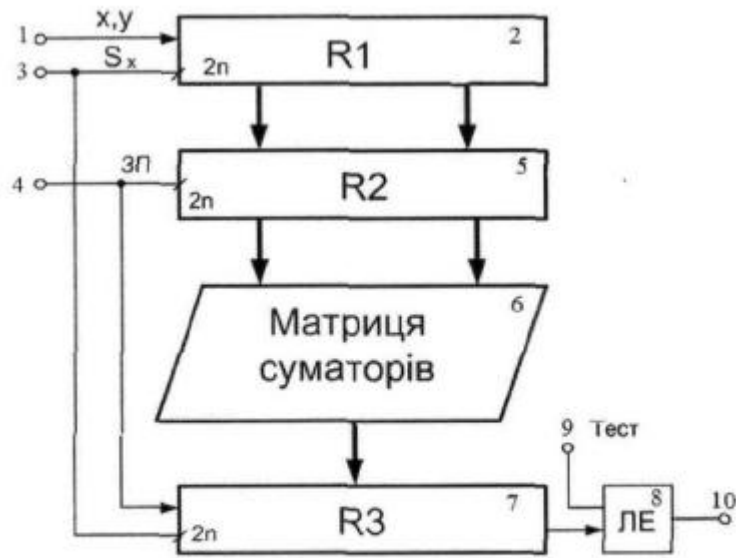 1 x,y 2
R1
3 Sx 2n
4 ЗП 5
R2
2n
6
Матриця
суматорів
9 Тест
7 8 10
R3 ЛЕ
2n